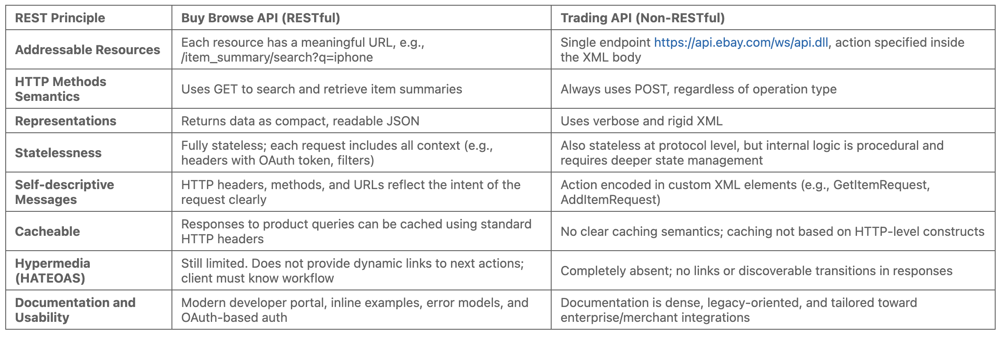 REST Principle
Buy Browse API (RESTful)
Trading API (Non-RESTful)
Addressable Resources
Each resource has a meaningful URL, e.g.,
/item_summary/search?q=iphone
Single endpoint https://api.ebay.com/ws/api.dll, action specified inside
the XML body
HTTP Methods
Semantics
Uses GET to search and retrieve item summaries
Always uses POST, regardless of operation type
Representations
Returns data as compact, readable JSON
Uses verbose and rigid XML
Statelessness
Fully stateless; each request includes all context (e.g.,
headers with OAuth token, filters)
Also stateless at protocol level, but internal logic is procedural and
requires deeper state management
Self-descriptive
Messages
HTTP headers, methods, and URLs reflect the intent of the
request clearly
Action encoded in custom XML elements (e.g., GetItemRequest,
AddItemRequest)
Cacheable
Responses to product queries can be cached using standard
HTTP headers
No clear caching semantics; caching not based on HTTP-level constructs
Hypermedia
(HATEOAS)
Still limited. Does not provide dynamic links to next actions;
client must know workflow
Completely absent; no links or discoverable transitions in responses
Documentation and
Usability
Modern developer portal, inline examples, error models, and
OAuth-based auth
Documentation is dense, legacy-oriented, and tailored toward
enterprise/merchant integrations